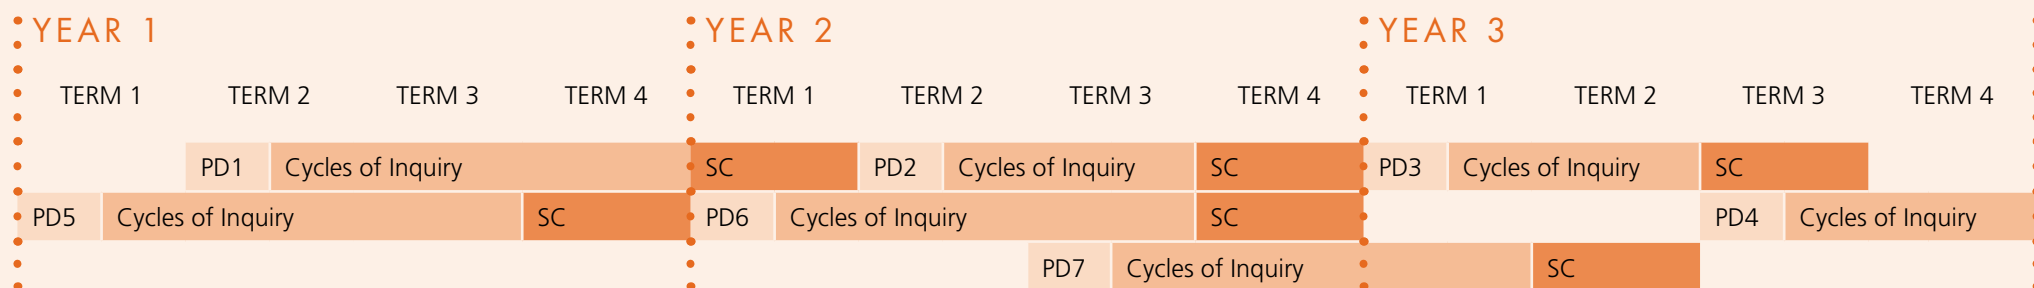 YEAR 1 YEAR 2 YEAR 3
TERM 1 TERM 2 TERM 3 TERM 4 TERM 1 TERM 2 TERM 3 TERM 4 TERM 1 TERM 2 TERM 3 TERM 4
PD1 Cycles of Inquiry SC PD2 Cycles of Inquiry SC PD3 Cycles of Inquiry SC
PD5 Cycles of Inquiry SC PD6 Cycles of Inquiry SC PD4 Cycles of Inquiry
PD7 Cycles of Inquiry SC